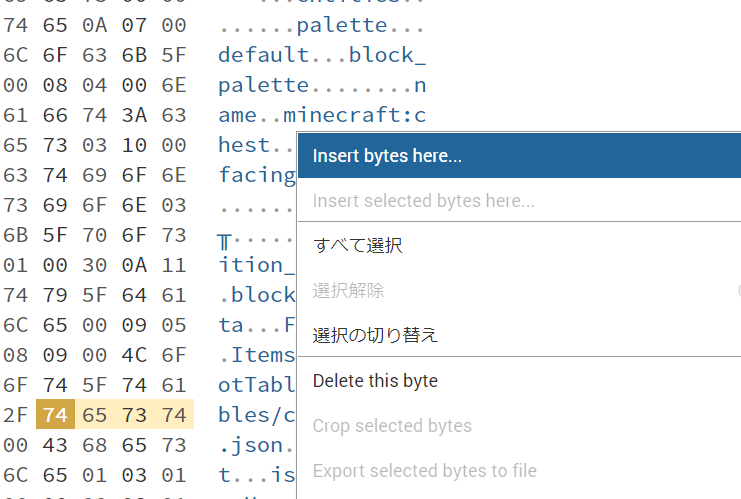 74 65 0A 07 00 ......palette...
6C 6F 63 6B 5F default...block_
00 08 04 00 6E palette........n
61 66 74 3A 63 ame..minecraft:c
65 73 03 10 00 hest..
63 74 69 6F 6E facing
73 69 6F 6E 03 ......
6B 5F 70 6F 73 ╥.....
01 00 30 0A 11 ition_
74 79 5F 64 61 .block
6C 65 00 09 05 ta...F
08 09 00 4C 6F .Items
6F 74 5F 74 61 otTabl
2F 74 65 73 74 bles/c
00 43 68 65 73 .json.
6C 65 01 03 01 t...is
Insert bytes here...
Insert selected bytes here...
すべて選択
選択解除
選択の切り替え
Delete this byte
Crop selected bytes
Export selected bytes to file